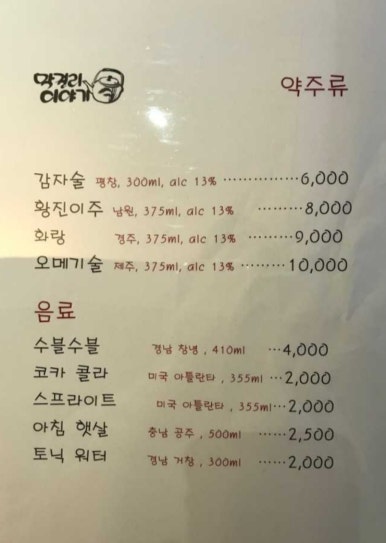 막걸리
이야기
약주류
감자술 평창, 300ml, alc 13% ················6,000
황진이주 남원, 375ml, alc 13% ·········8,000
화랑 경주, 375ml, alc 13% ·········9,000
오메기술 제주, 375ml, alc 13% ·········10,000
음료
수블수블 경남 창녕 , 410ml ···4,000
코카 콜라 미국 아틀란타 , 355ml ···2,000
스프라이트 미국 아틀란타 , 355ml···2,000
아침 햇살 충남 공주 , 500ml ······2,500
토닉 워터 경남 거창, 300ml ······2,000